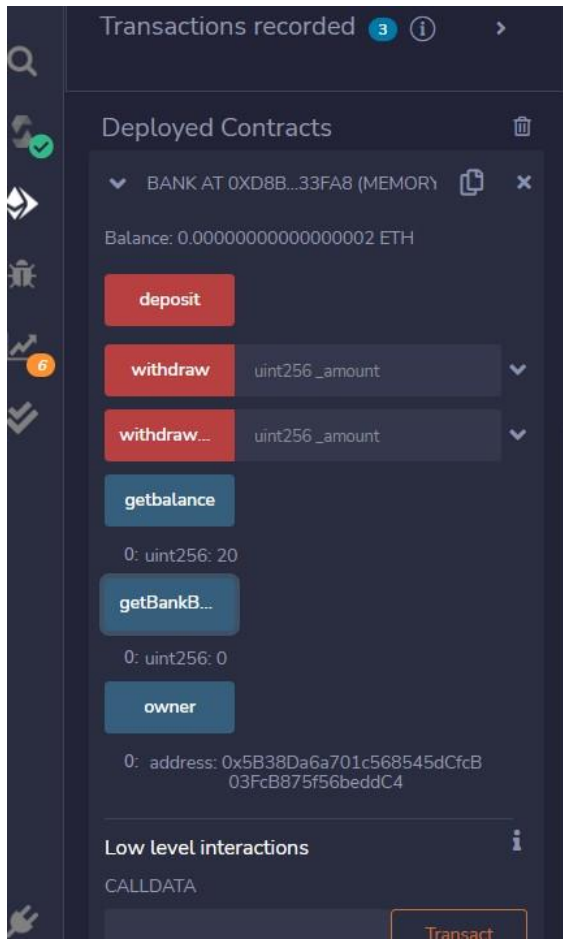 Transactions recorded 3 i
Deployed Contracts
BANK AT 0XD8B...33FA8 (MEMORY
Balance: 0.00000000000000002 ETH
deposit
withdraw uint256 _amount
withdraw... uint256 _amount
6
getbalance
0: uint256: 20
getBankB...
0: uint256: 0
owner
0: address: 0x5B38Da6a701c568545dCfcB
03FcB875f56beddC4
Low level interactions i
CALLDATA
Transact